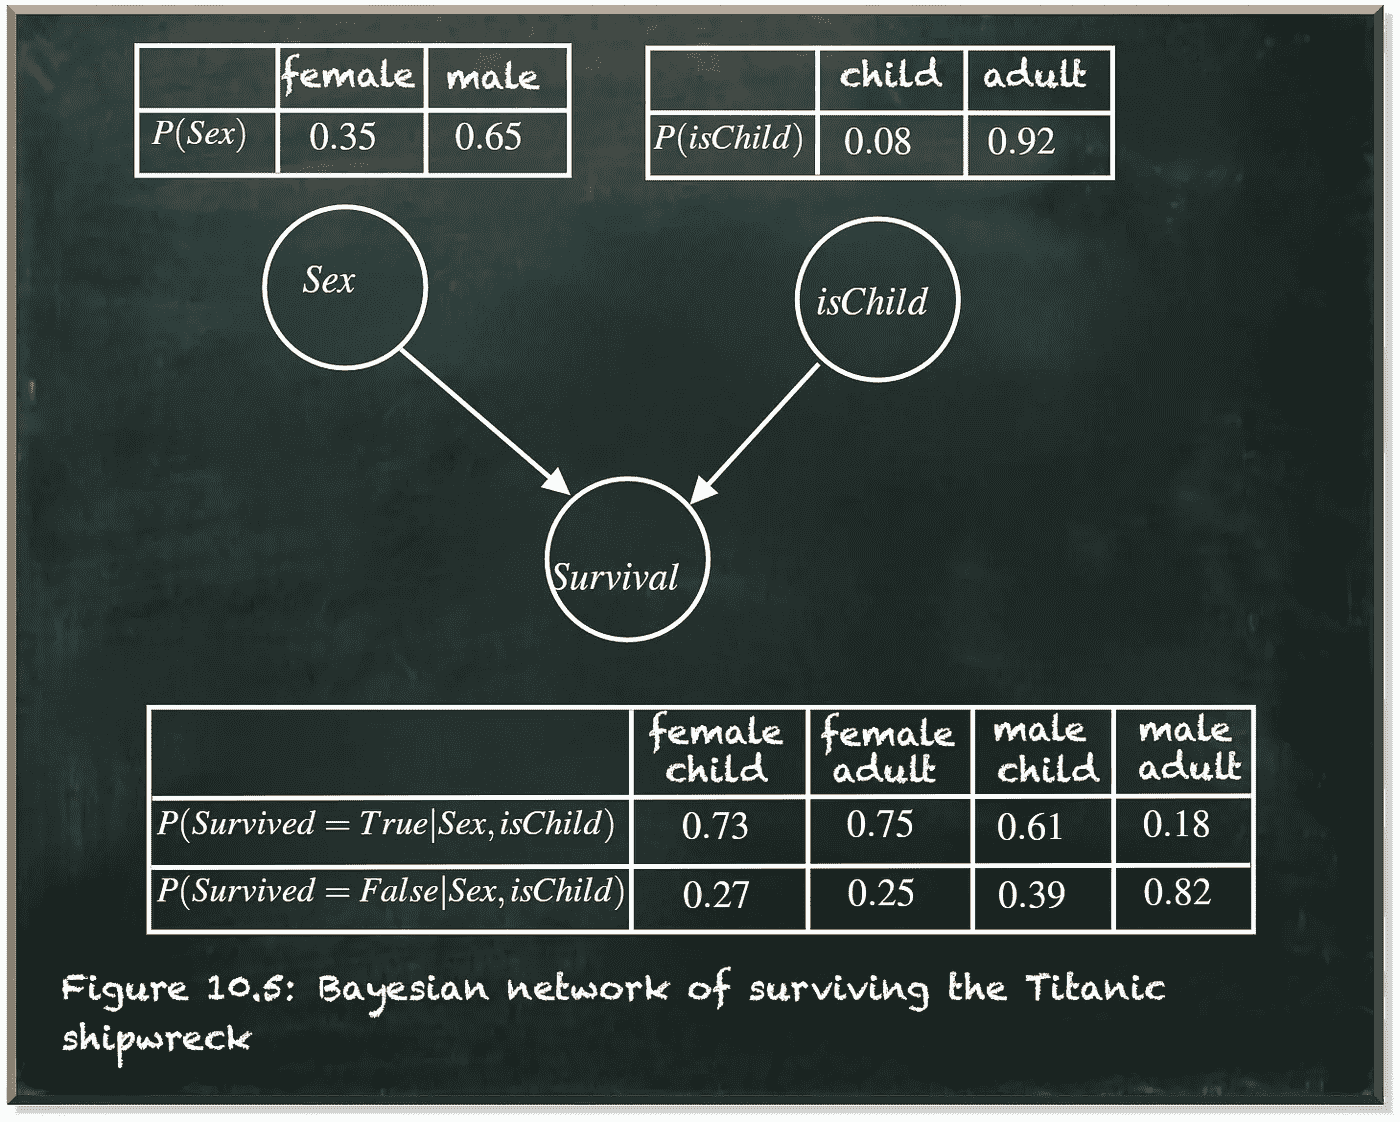 female male
P(Sex) 0.35 0.65
child adult
P(isChild) 0.08 0.92
Sex
isChild
Survival
female child female adult male child male adult
P(Survived = True|Sex, isChild) 0.73 0.75 0.61 0.18
P(Survived = False|Sex, isChild) 0.27 0.25 0.39 0.82
Figure 10.5: Bayesian network of surviving the Titanic
shipwreck